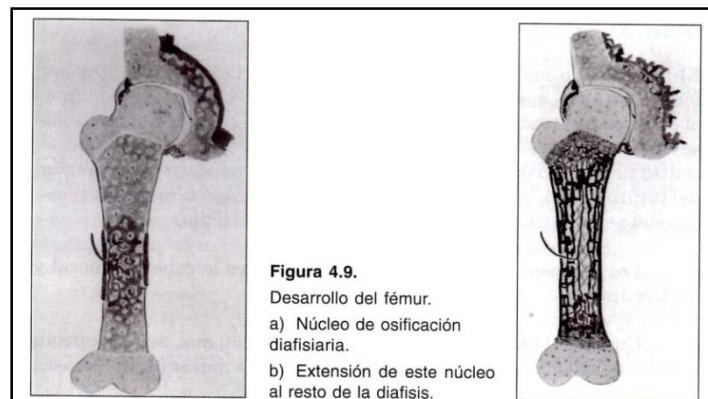 Figura 4.9.
Desarrollo del fémur.
a) Núcleo de osificación
diafisiaria.
b) Extensión de este núcleo
al resto de la diafisis.